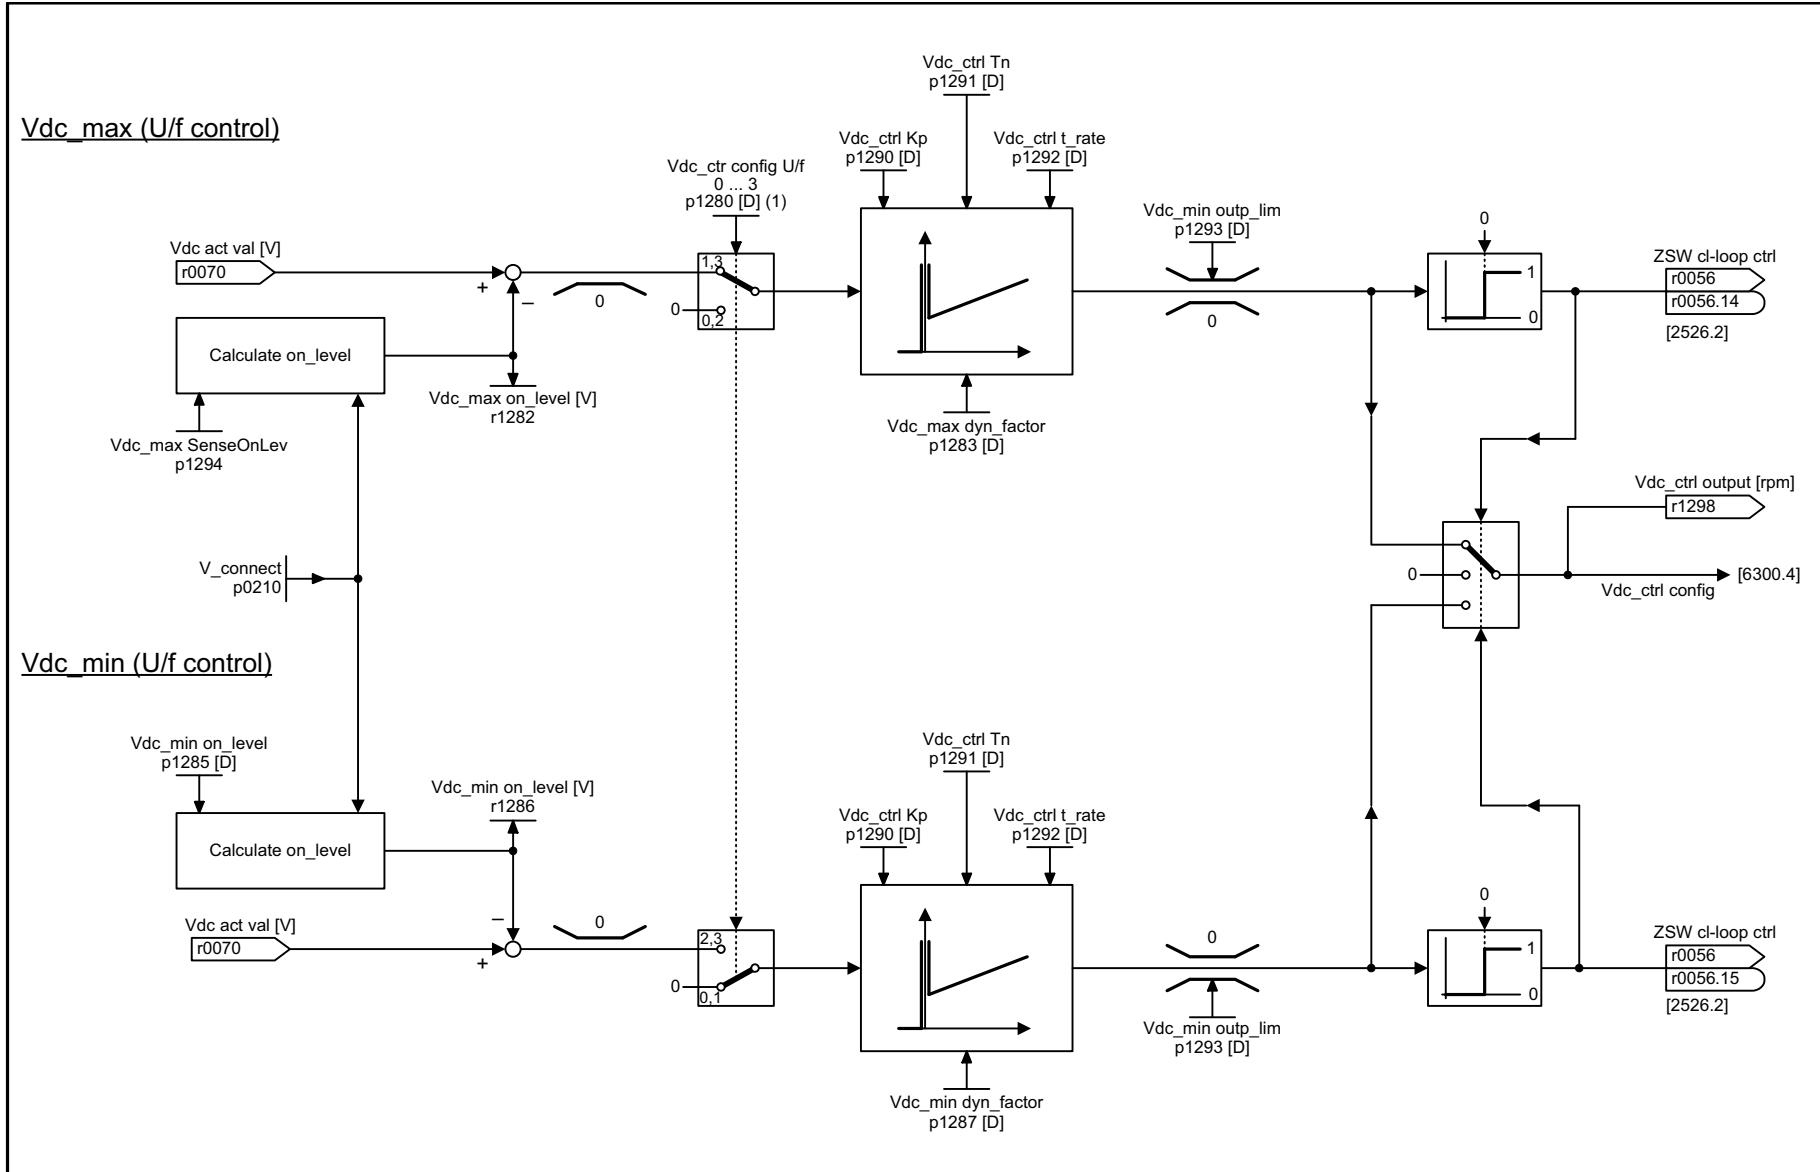 Vdc_max (U/f control)
Vdc_ctrl Tn
p1291 [D]
Vdc_ctrl Kp
p1290 [D]
Vdc_ctrl t_rate
p1292 [D]
Vdc_ctr config U/f
0 ... 3
p1280 [D] (1)
Vdc_min outp_lim
p1293 [D]
0
Vdc act val [V]
r0070
+
–
0
1,3
0
0,2
0
1
0
ZSW cl-loop ctrl
r0056
r0056.14
[2526.2]
Calculate on_level
Vdc_max on_level [V]
r1282
Vdc_max SenseOnLev
p1294
Vdc_max dyn_factor
p1283 [D]
Vdc_ctrl output [rpm]
r1298
V_connect
p0210
0
Vdc_ctrl config
[6300.4]
Vdc_min (U/f control)
Vdc_min on_level
p1285 [D]
Vdc_min on_level [V]
r1286
Calculate on_level
Vdc_ctrl Tn
p1291 [D]
Vdc_ctrl Kp
p1290 [D]
Vdc_ctrl t_rate
p1292 [D]
0
Vdc act val [V]
r0070
–
+
0
2,3
0
0,1
0
Vdc_min outp_lim
p1293 [D]
1
0
ZSW cl-loop ctrl
r0056
r0056.15
[2526.2]
Vdc_min dyn_factor
p1287 [D]